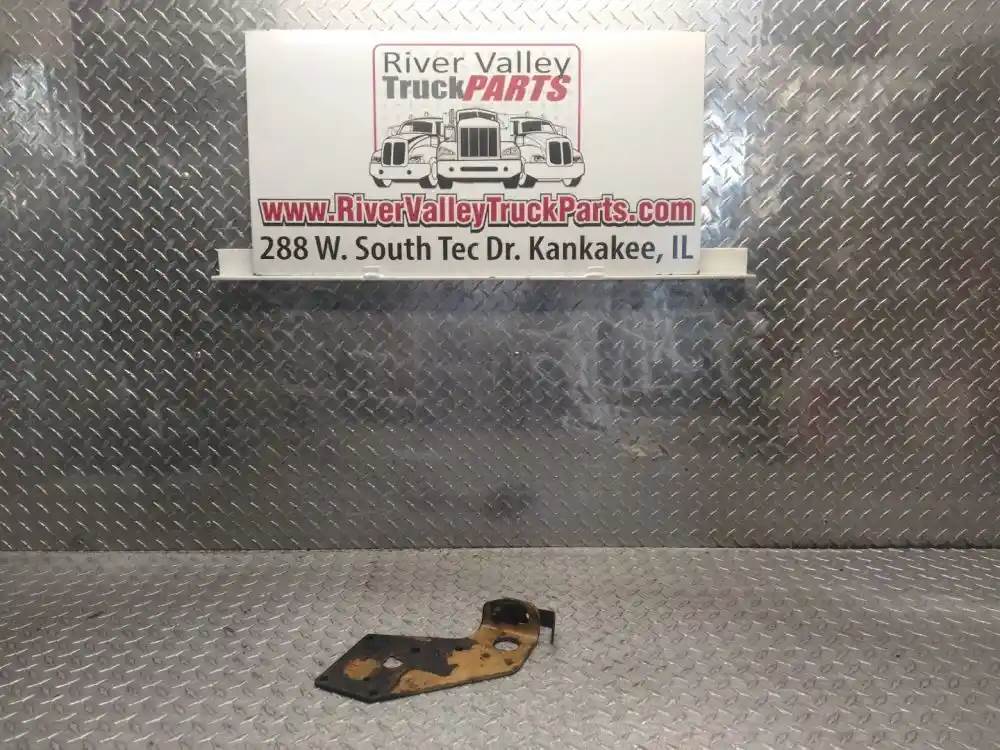 River Valley
TruckPARTS
www.RiverValleyTruckParts.com
288 W. South Tec Dr. Kankakee, IL